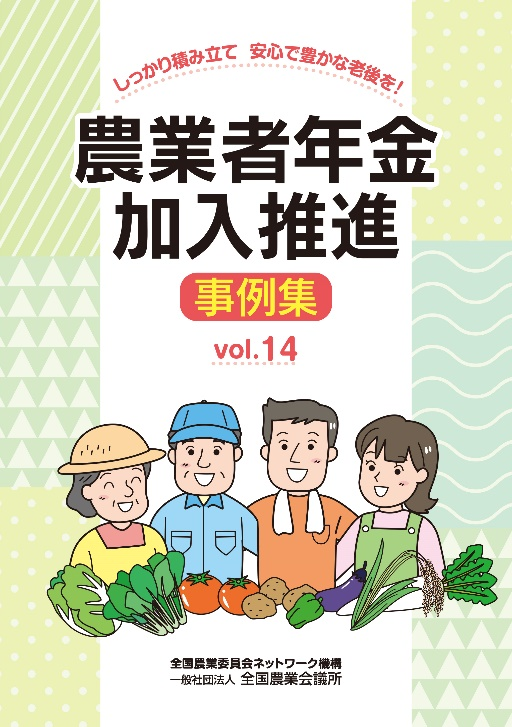 しっかり積み立て 安心で豊かな老後を!
農業者年金
加入推進
事例集
vol.14
全国農業委員会ネットワーク機構
一般社団法人 全国農業会議所